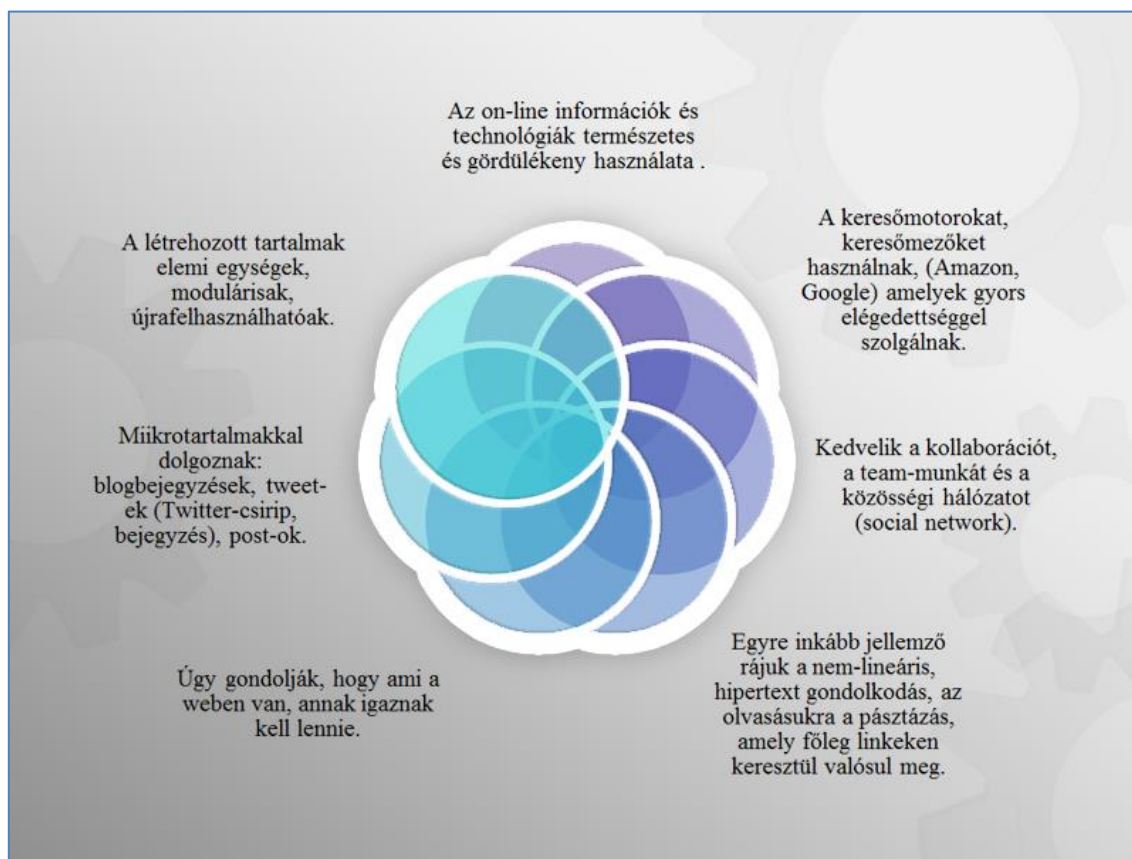 Az on-line információk és
technológiák természetes
és gördülékeny használata .
A keresőmotorokat,
keresőmezőket
használnak, (Amazon,
Google) amelyek gyors
elégedettséggel
szolgálnak.
Kedvelik a kollaborációt,
a team-munkát és a
közösségi hálózatot
(social network).
Egyre inkább jellemző
rájuk a nem-lineáris,
hipertext gondolkodás, az
olvasásukra a pásztázás,
amely főleg linkeken
keresztül valósul meg.
Úgy gondolják, hogy ami a
weben van, annak igaznak
kell lennie.
Miikrotartalmakkal
dolgoznak:
blogbejegyzések, tweet-
ek (Twitter-csirip,
bejegyzés), post-ok.
A létrehozott tartalmak
elemi egységek,
modulárisak,
újrafelhasználhatóak.